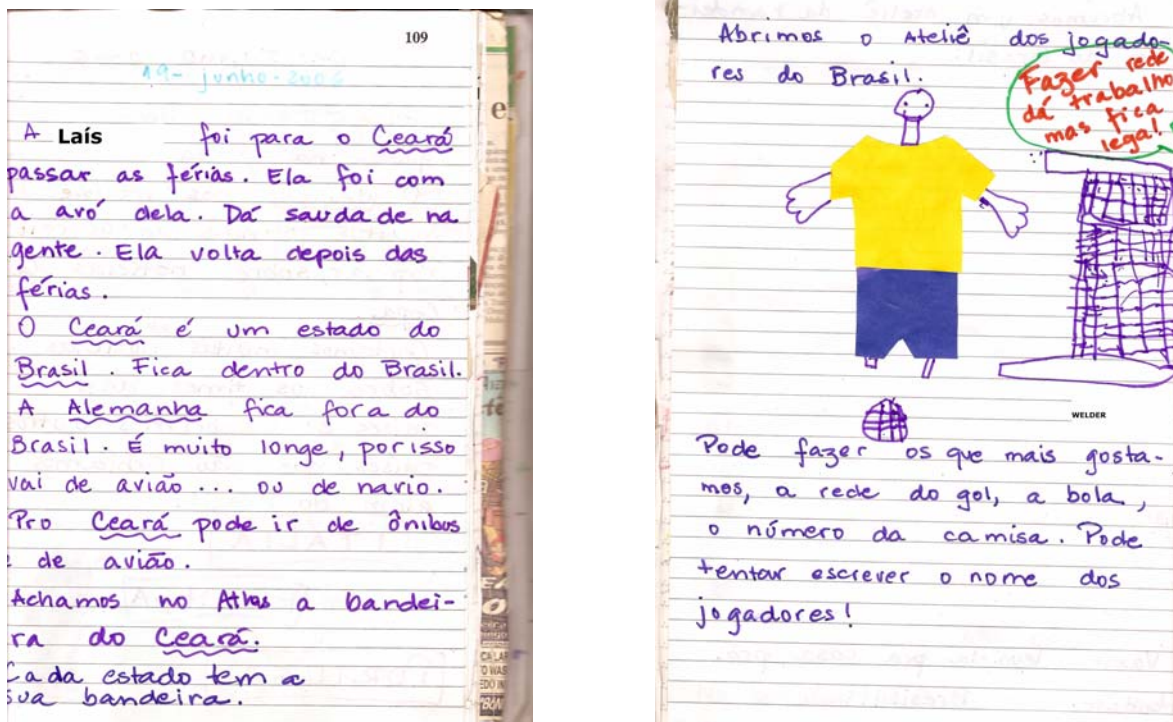 109
19-junho-2006
A Laís foi para o Ceará
passar as férias. Ela foi com
a avó dela. Dá saudade na
gente. Ela volta depois das
férias.
O Ceará é um estado do
Brasil. Fica dentro do Brasil.
A Alemanha fica fora do
Brasil. É muito longe, por isso
vai de avião... ou de navio.
Pro Ceará pode ir de ônibus
de avião.
Achamos no Atlas a bandei-
ra do Ceará.
Cada estado tem a
sua bandeira.
Abrimos o Ateliê dos jogado-
res do Brasil.
Fazer rede
dá trabalho
mas fica
legal!
WELDER
Pode fazer os que mais gosta-
mos, a rede do gol, a bola,
o número da camisa. Pode
tentar escrever o nome dos
jogadores!